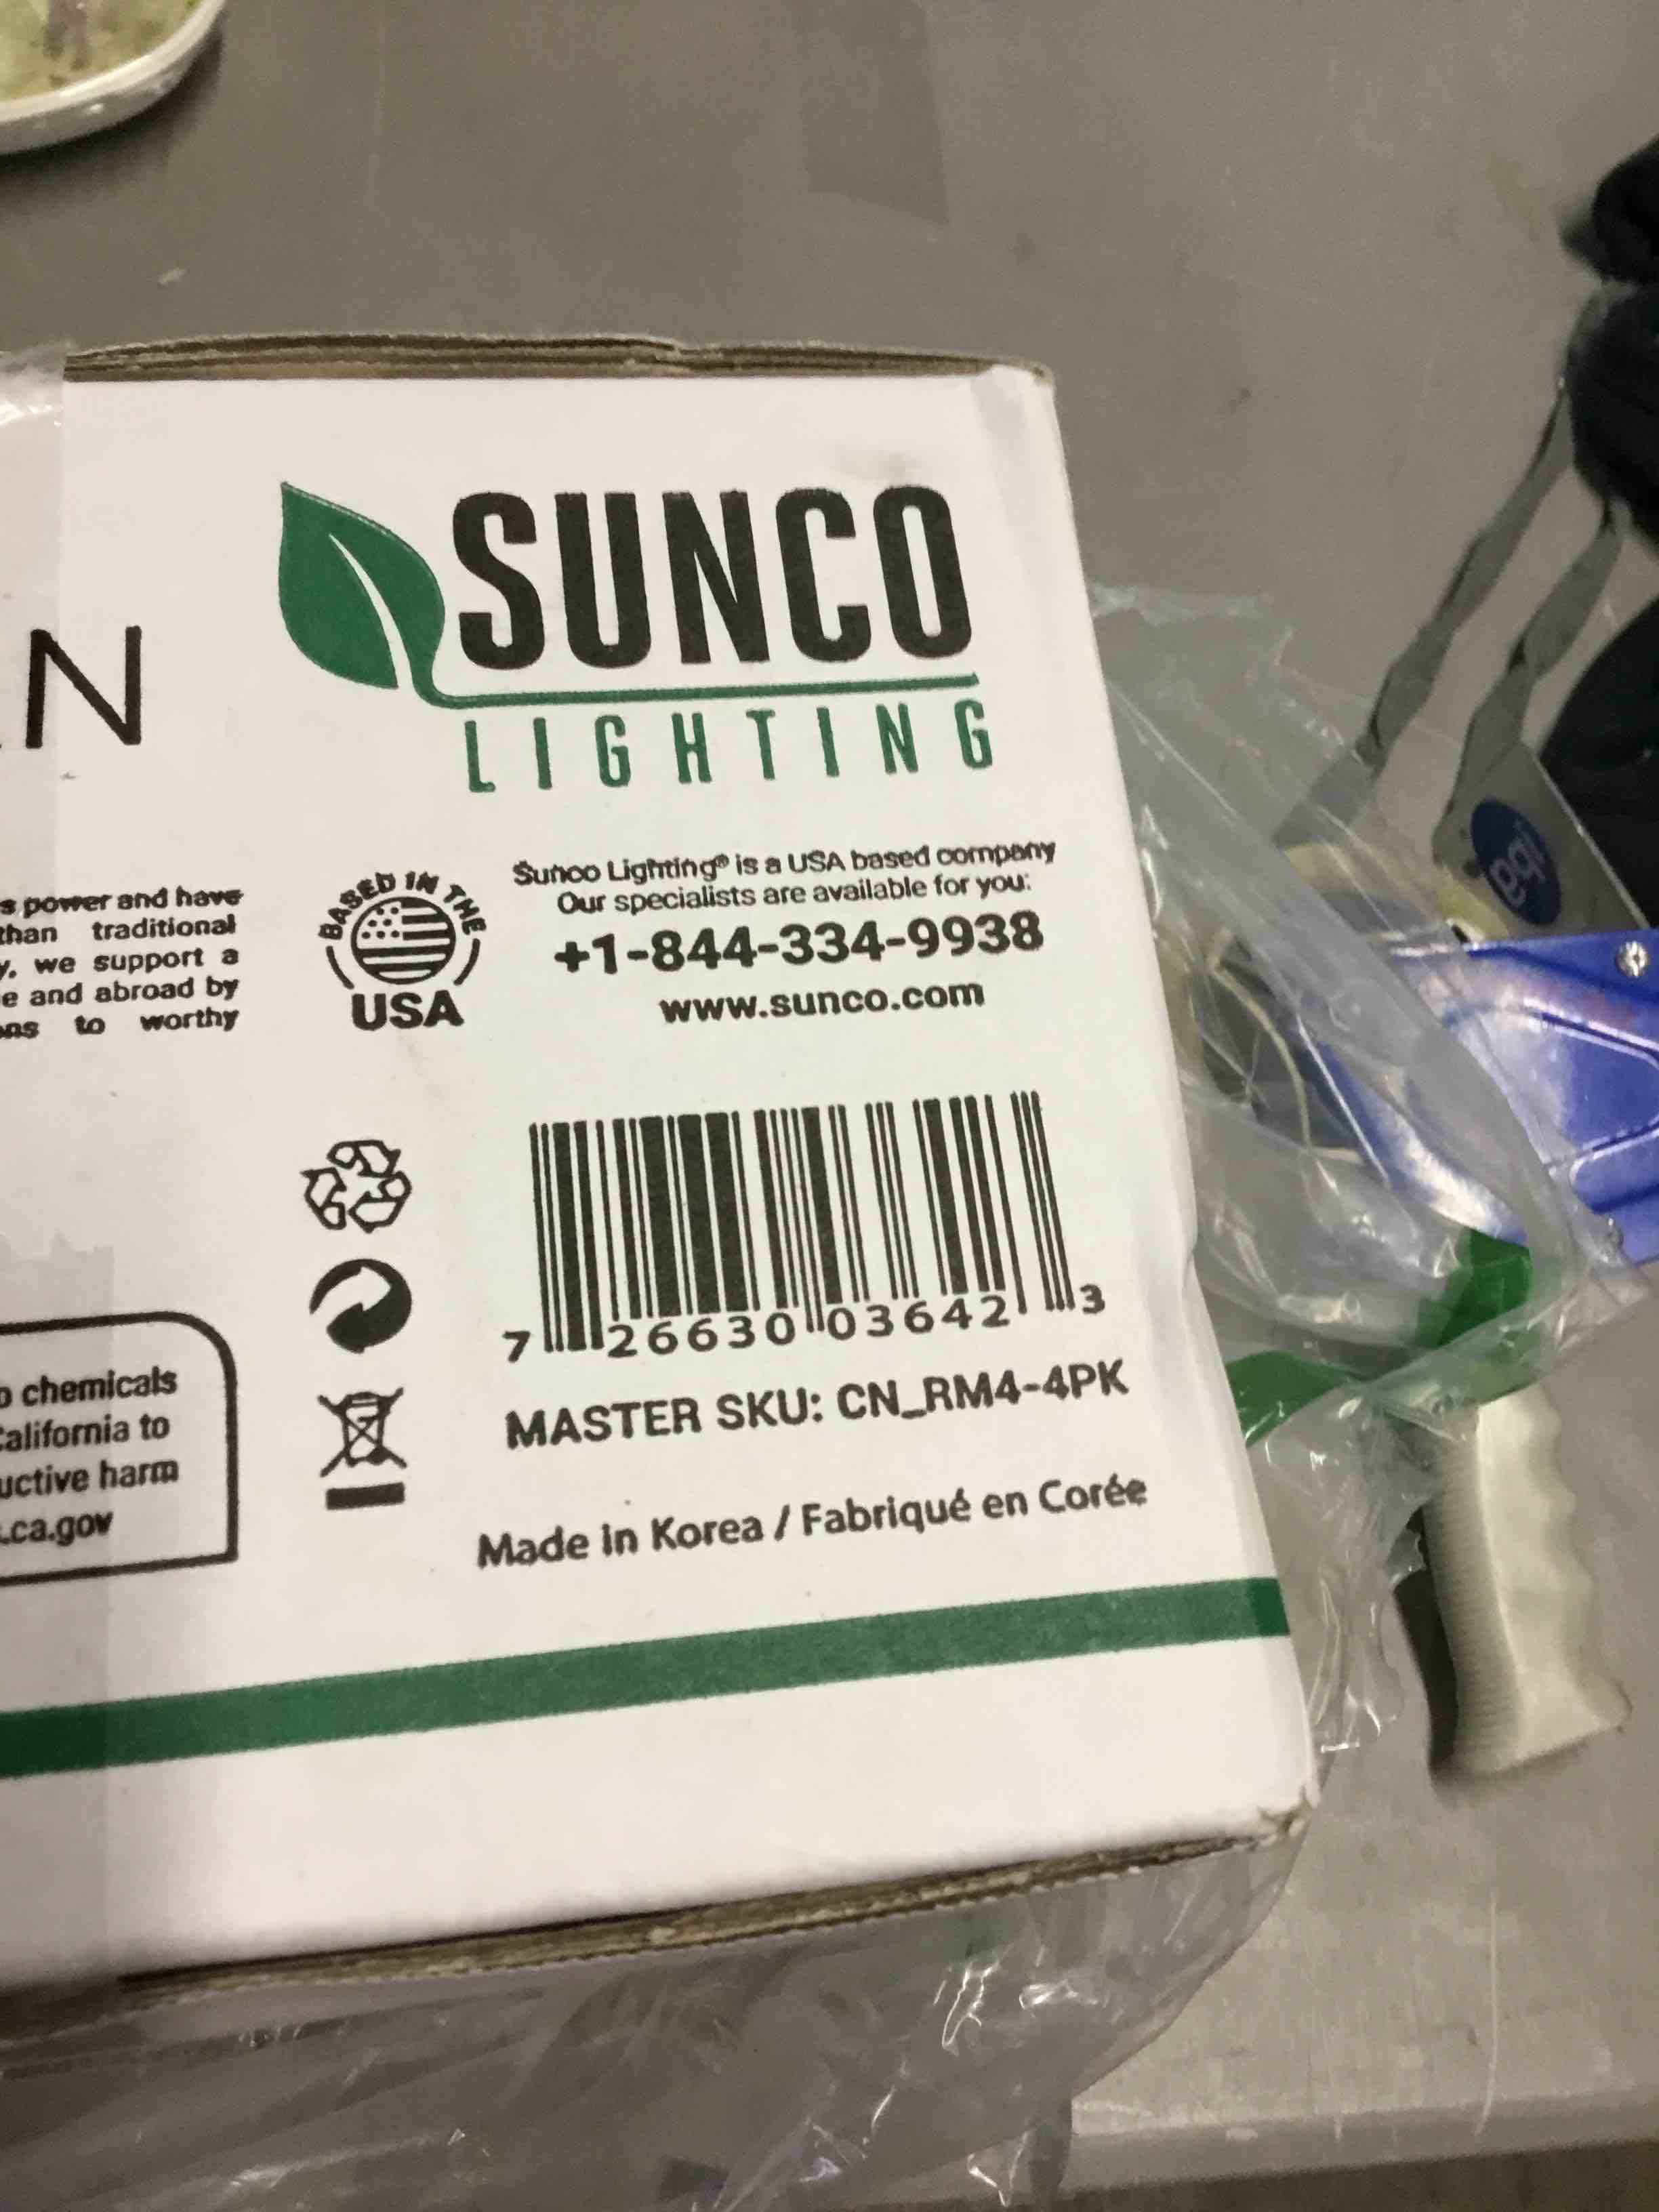 SUNCO
LIGHTING
N
s power and have
than traditional
y, we support a
e and abroad by
ons to worthy
BASED IN THE
USA
Sunco Lighting® is a USA based company
Our specialists are available for you:
+1-844-334-9938
www.sunco.com
7 26630 03642 3
MASTER SKU: CN_RM4-4PK
Made in Korea / Fabriqué en Corée
chemicals
California to
uctive harm
.ca.gov